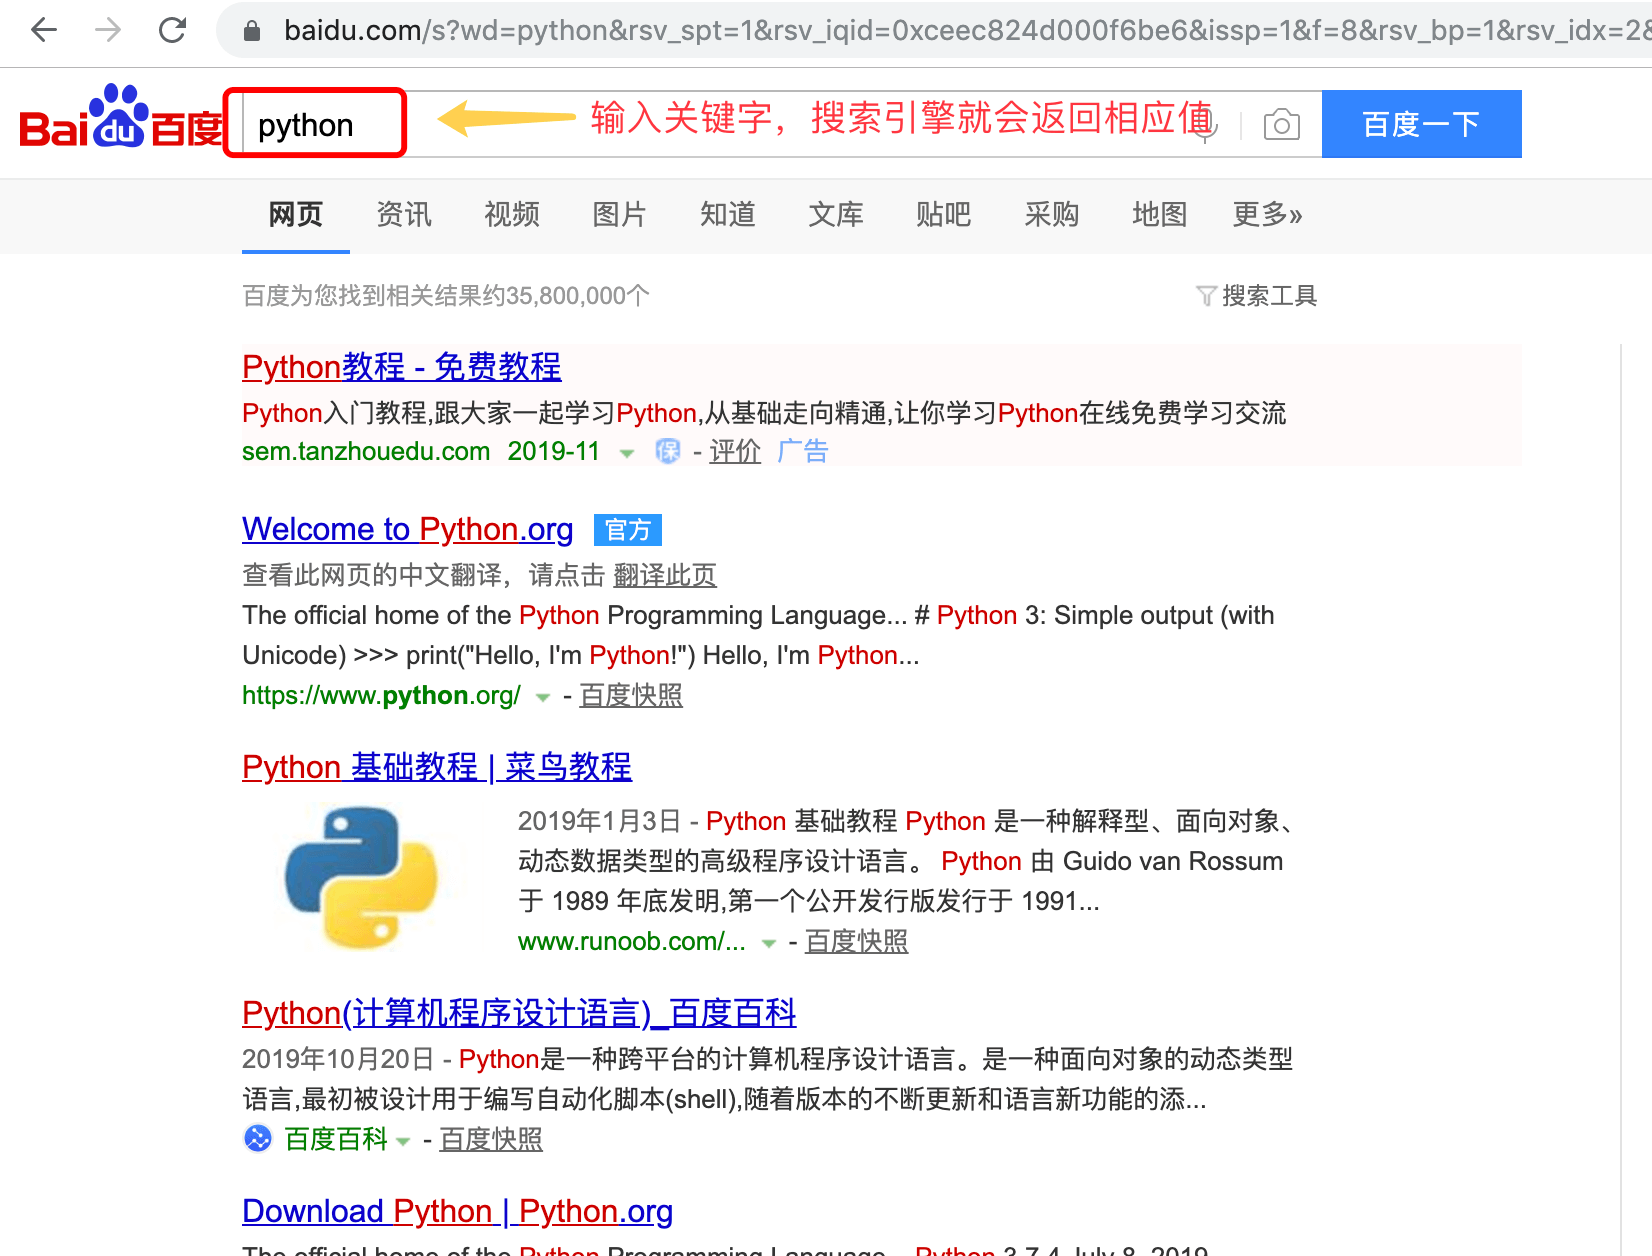 baidu.com/s?wd=python&rsv_spt=1&rsv_iqid=0xceec824d000f6be6&issp=1&f=8&rsv_bp=1&rsv_idx=2&
Bai du 百度
python
输入关键字，搜索引擎就会返回相应值
百度一下
网页 资讯 视频 图片 知道 文库 贴吧 采购 地图 更多»
百度为您找到相关结果约35,800,000个
搜索工具
Python教程 - 免费教程
Python入门教程,跟大家一起学习Python,从基础走向精通,让你学习Python在线免费学习交流
sem.tanzhouedu.com 2019-11 保 - 评价 广告
Welcome to Python.org 官方
查看此网页的中文翻译，请点击 翻译此页
The official home of the Python Programming Language... # Python 3: Simple output (with
Unicode) >>> print("Hello, I'm Python!") Hello, I'm Python...
https://www.python.org/ - 百度快照
Python 基础教程 | 菜鸟教程
2019年1月3日 - Python 基础教程 Python 是一种解释型、面向对象、
动态数据类型的高级程序设计语言。 Python 由 Guido van Rossum
于 1989 年底发明,第一个公开发行版发行于 1991...
www.runoob.com/... - 百度快照
Python(计算机程序设计语言)_百度百科
2019年10月20日 - Python是一种跨平台的计算机程序设计语言。是一种面向对象的动态类型
语言,最初被设计用于编写自动化脚本(shell),随着版本的不断更新和语言新功能的添...
百度百科 - 百度快照
Download Python | Python.org
The official home of the Python Programming Language... Python 3.7.4 July 8, 2019